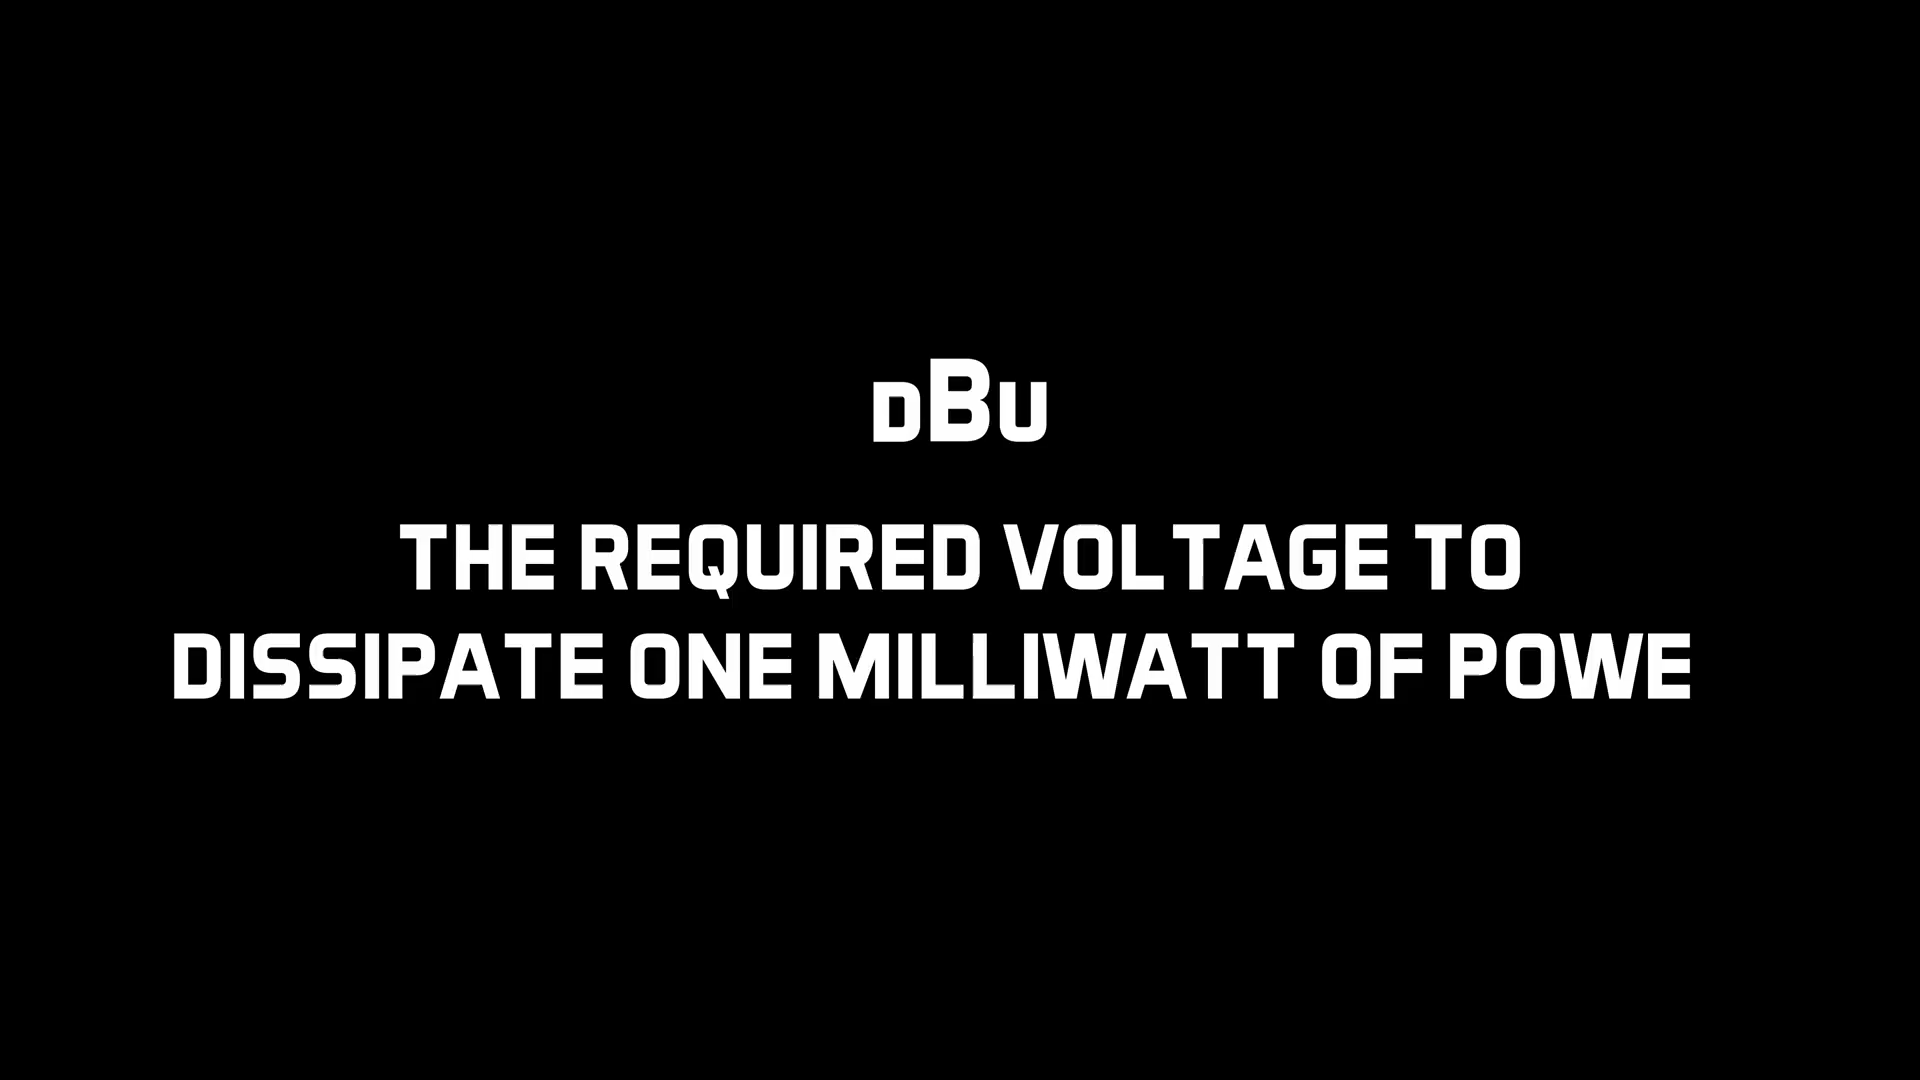 dBu
THE REQUIRED VOLTAGE TO
DISSIPATE ONE MILLIWATT OF POWE